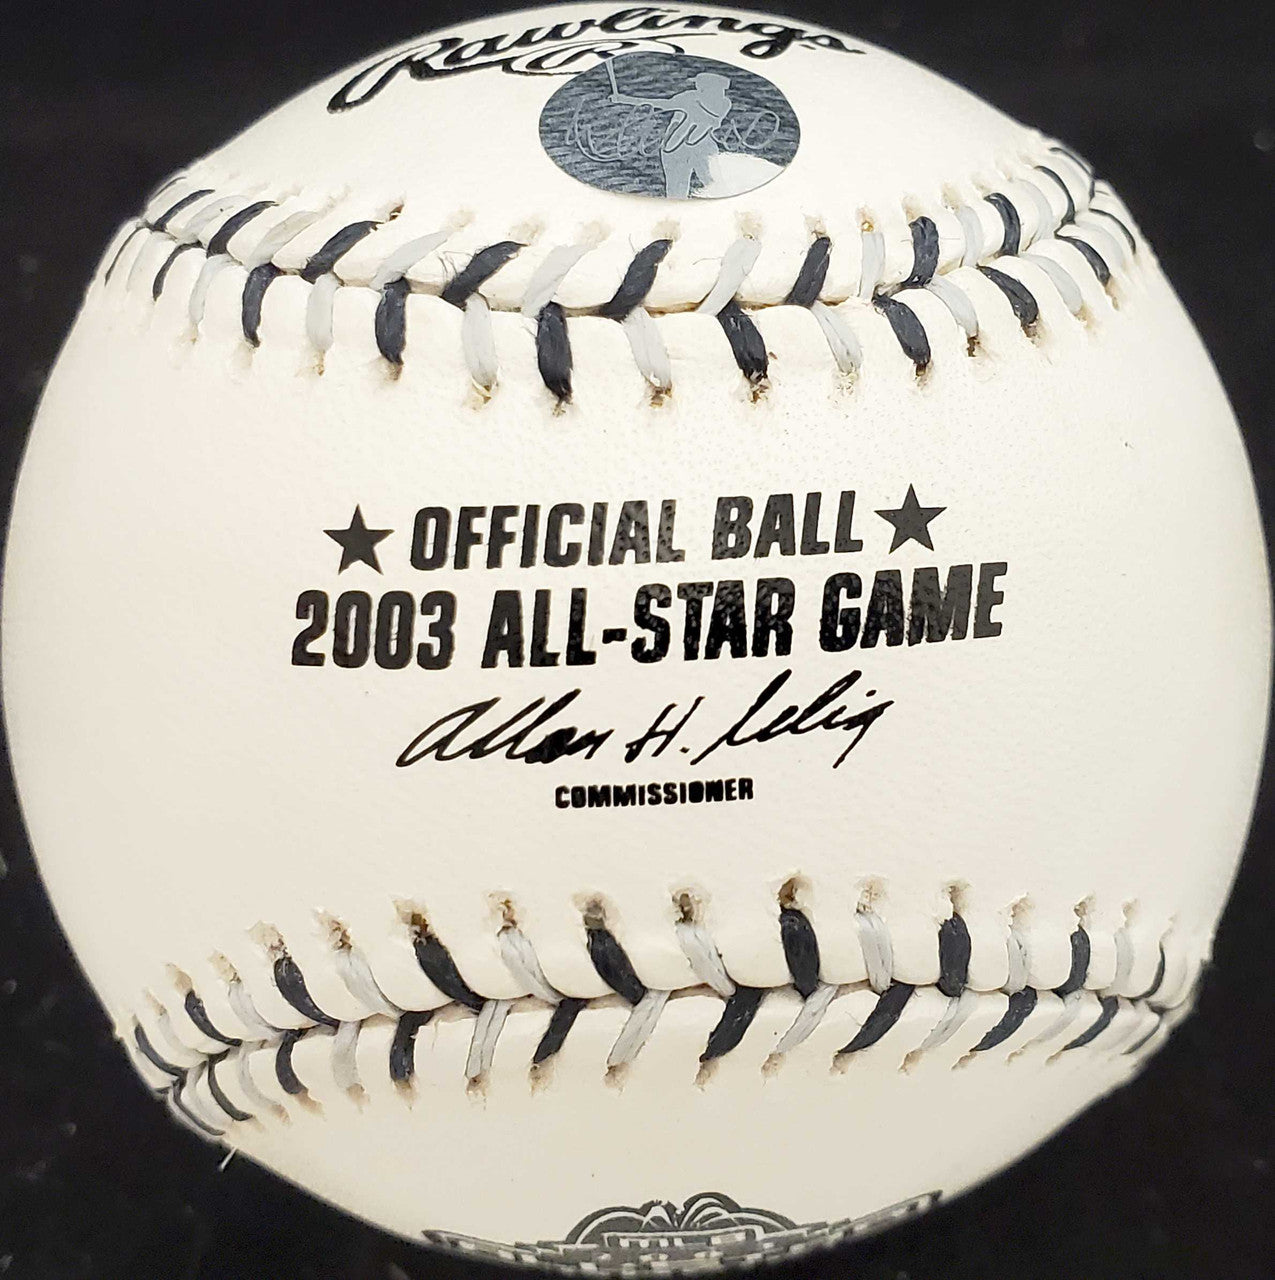 Rawlings
R
★ OFFICIAL BALL ★
2003 ALL-STAR GAME
Allan H. Selig
COMMISSIONER